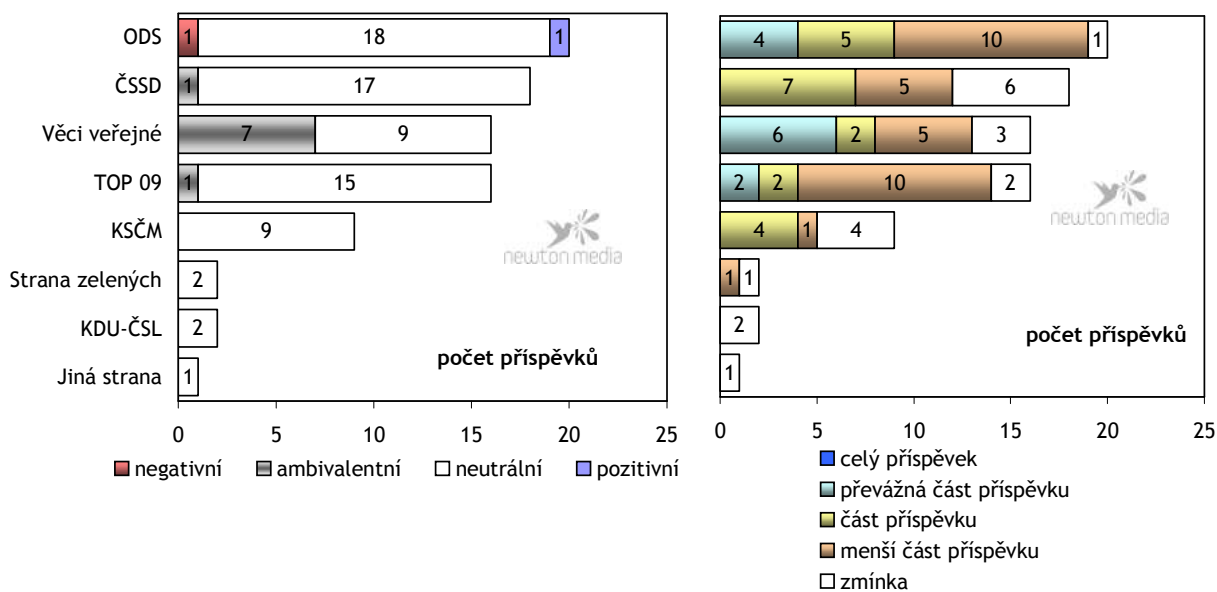 ODS 1 18 1
ČSSD 1 17
Věci veřejné 7 9
TOP 09 1 15
KSČM 9
Strana zelených 2
KDU-ČSL 2
Jiná strana 1
newton media
počet příspěvků
0 5 10 15 20 25
negativní ambivalentní neutrální pozitivní
4 5 10 1
7 5 6
6 2 5 3
2 2 10 2
4 1 4
1 1
2
1
newton media
počet příspěvků
0 5 10 15 20 25
celý příspěvek
převážná část příspěvku
část příspěvku
menší část příspěvku
zmínka